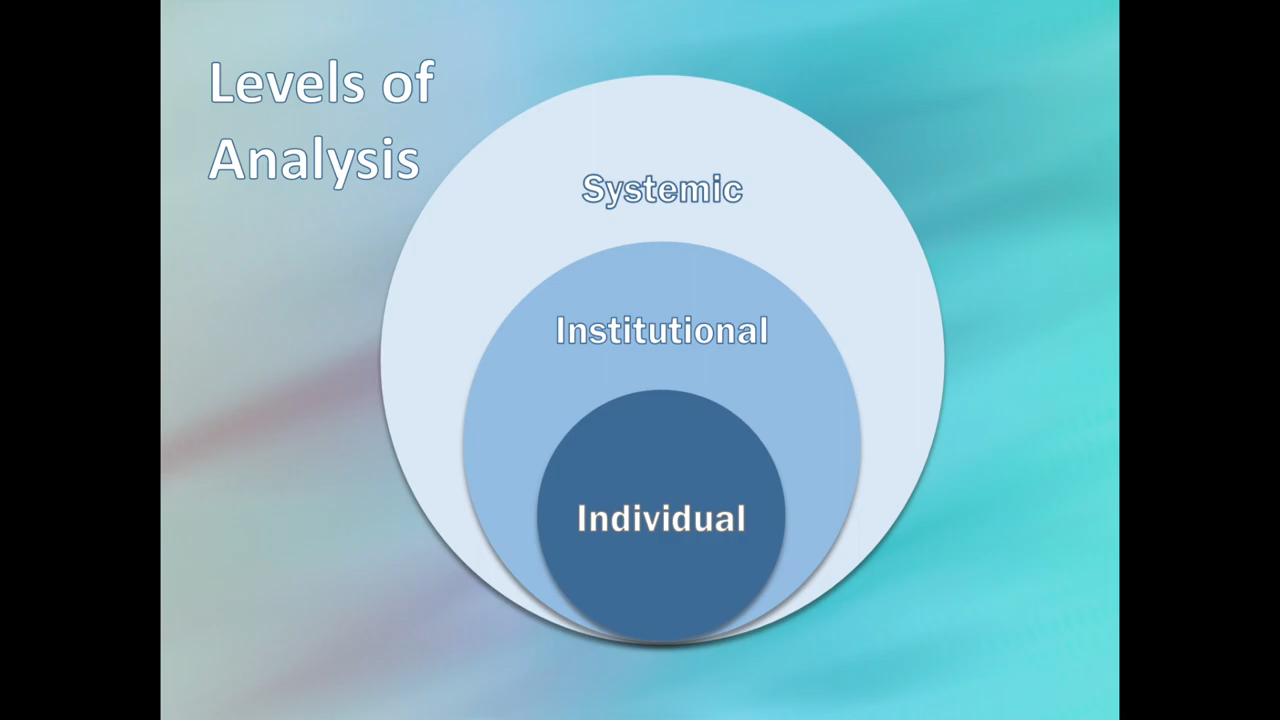 Levels of
Analysis
Systemic
Institutional
Individual